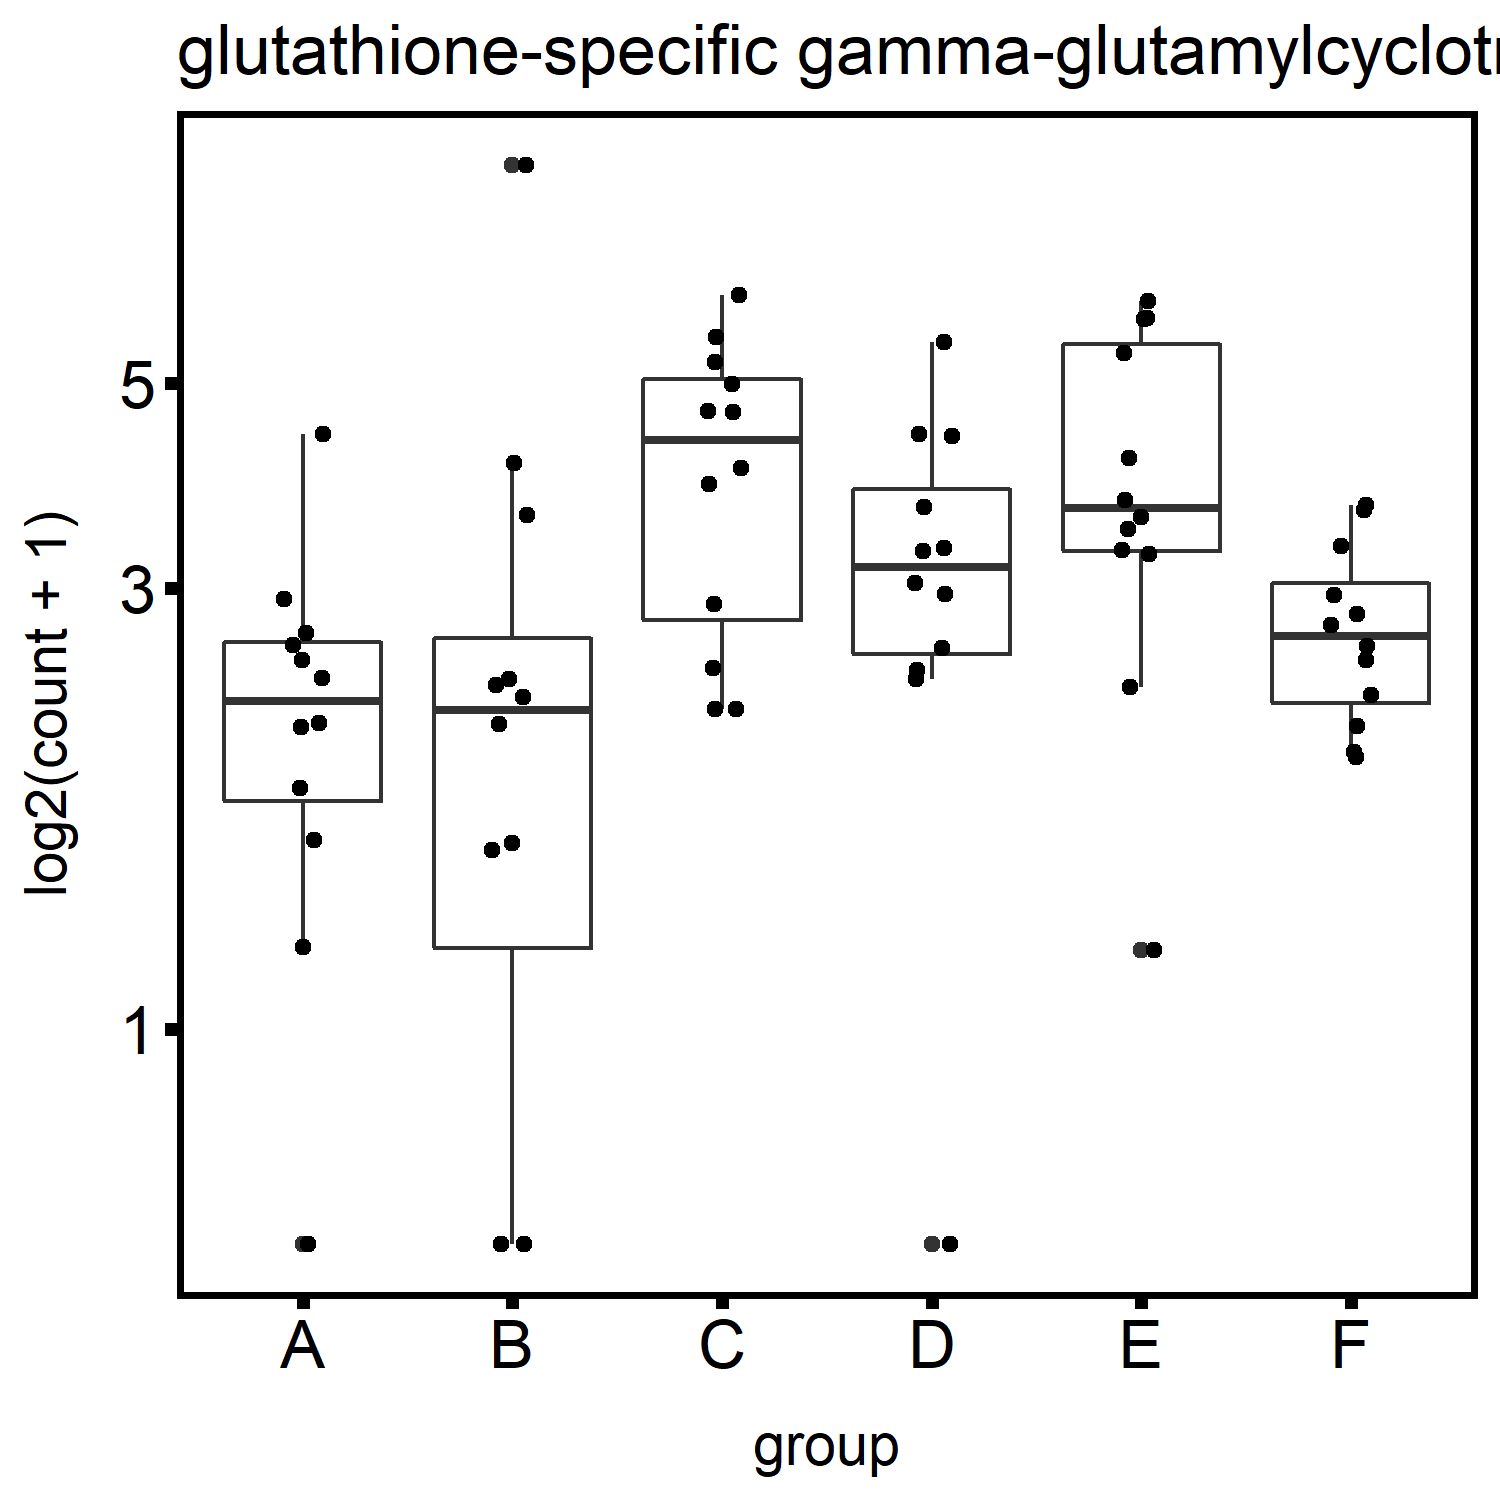 glutathione-specific gamma-glutamylcyclot
log2(count + 1)
5
3
1
A B C D E F
group